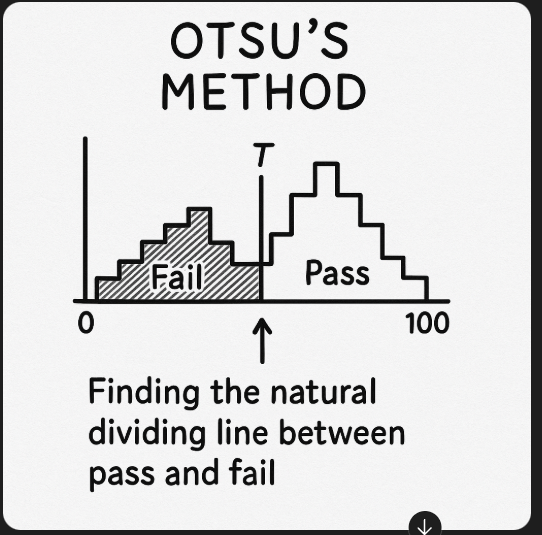 OTSU’S
METHOD
T
Fail
Pass
0
100
Finding the natural
dividing line between
pass and fail